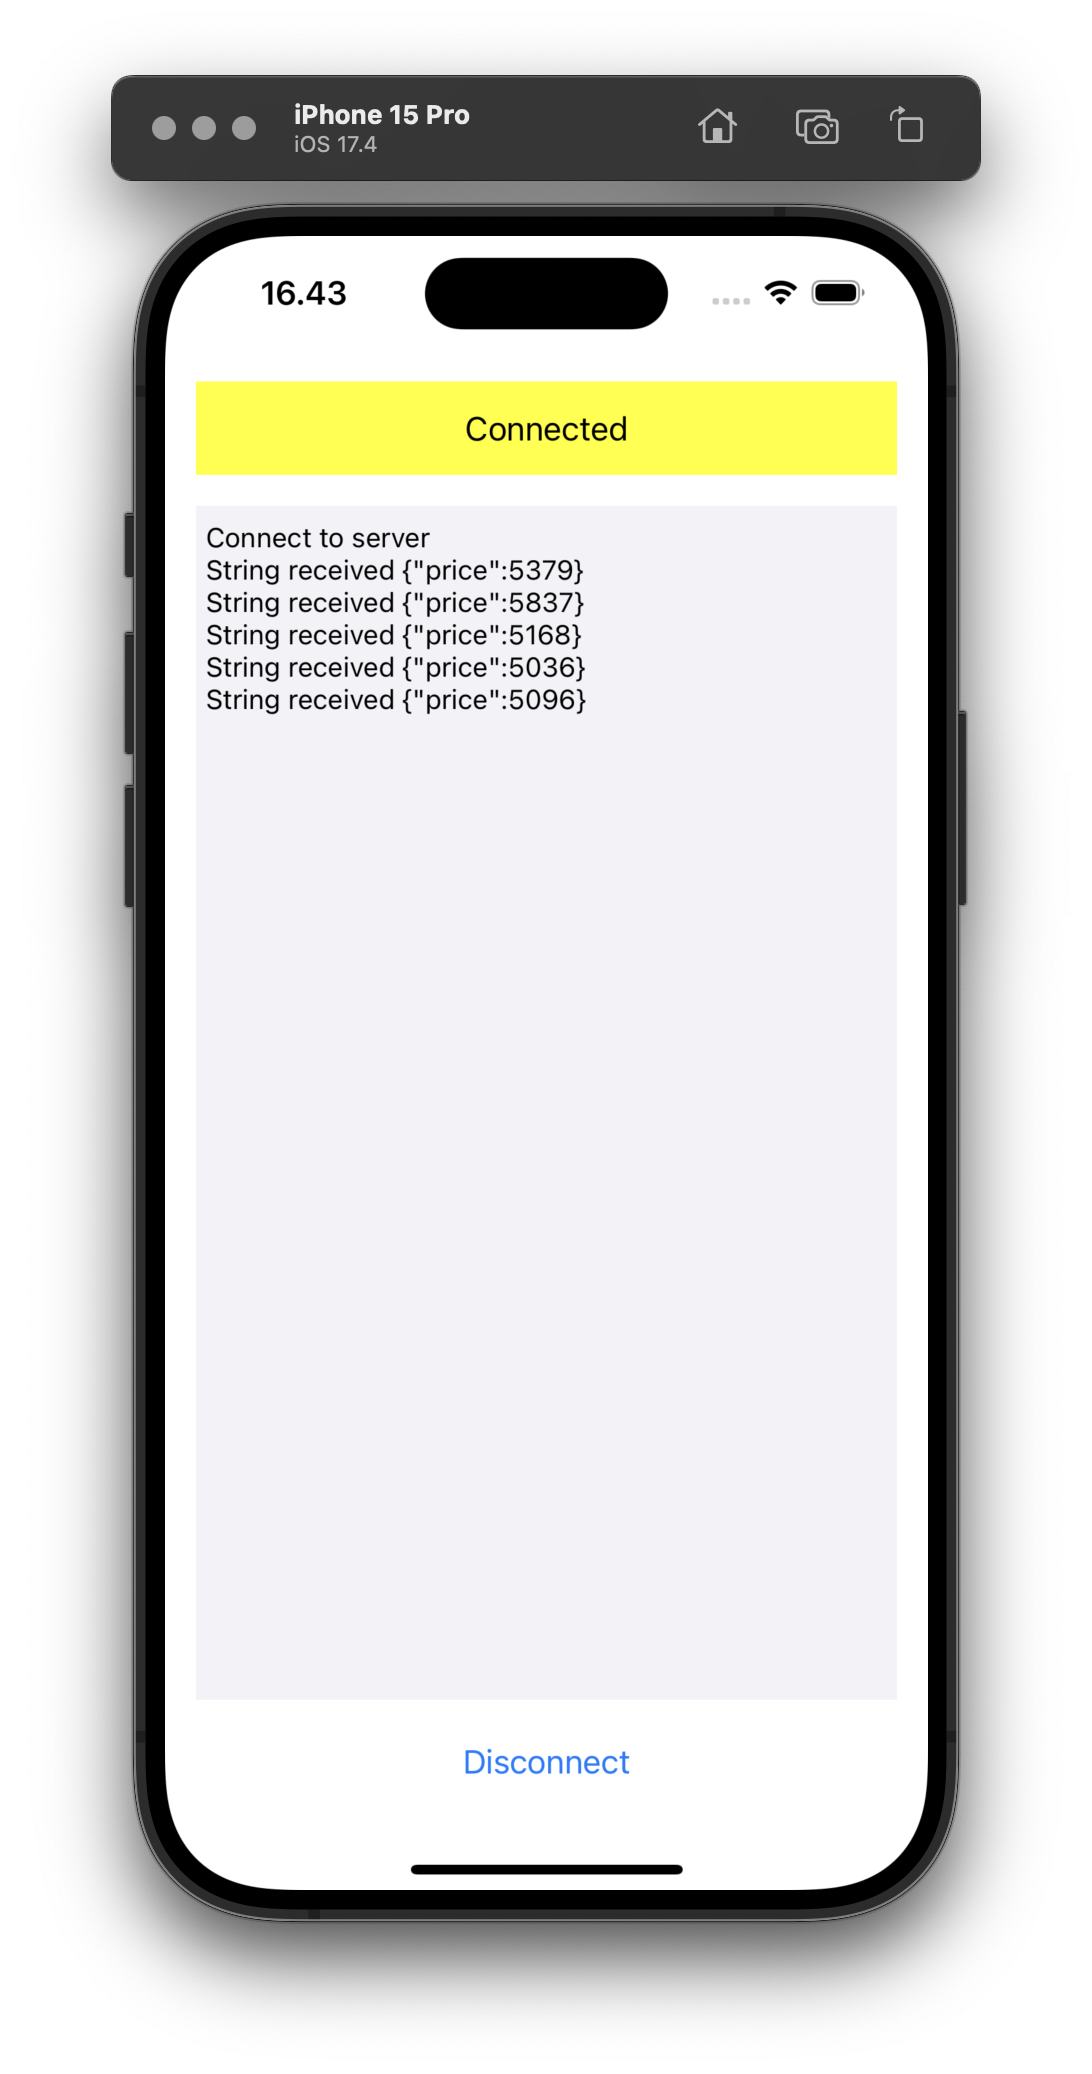 iPhone 15 Pro
iOS 17.4
16.43
Connected
Connect to server
String received {"price":5379}
String received {"price":5837}
String received {"price":5168}
String received {"price":5036}
String received {"price":5096}
Disconnect